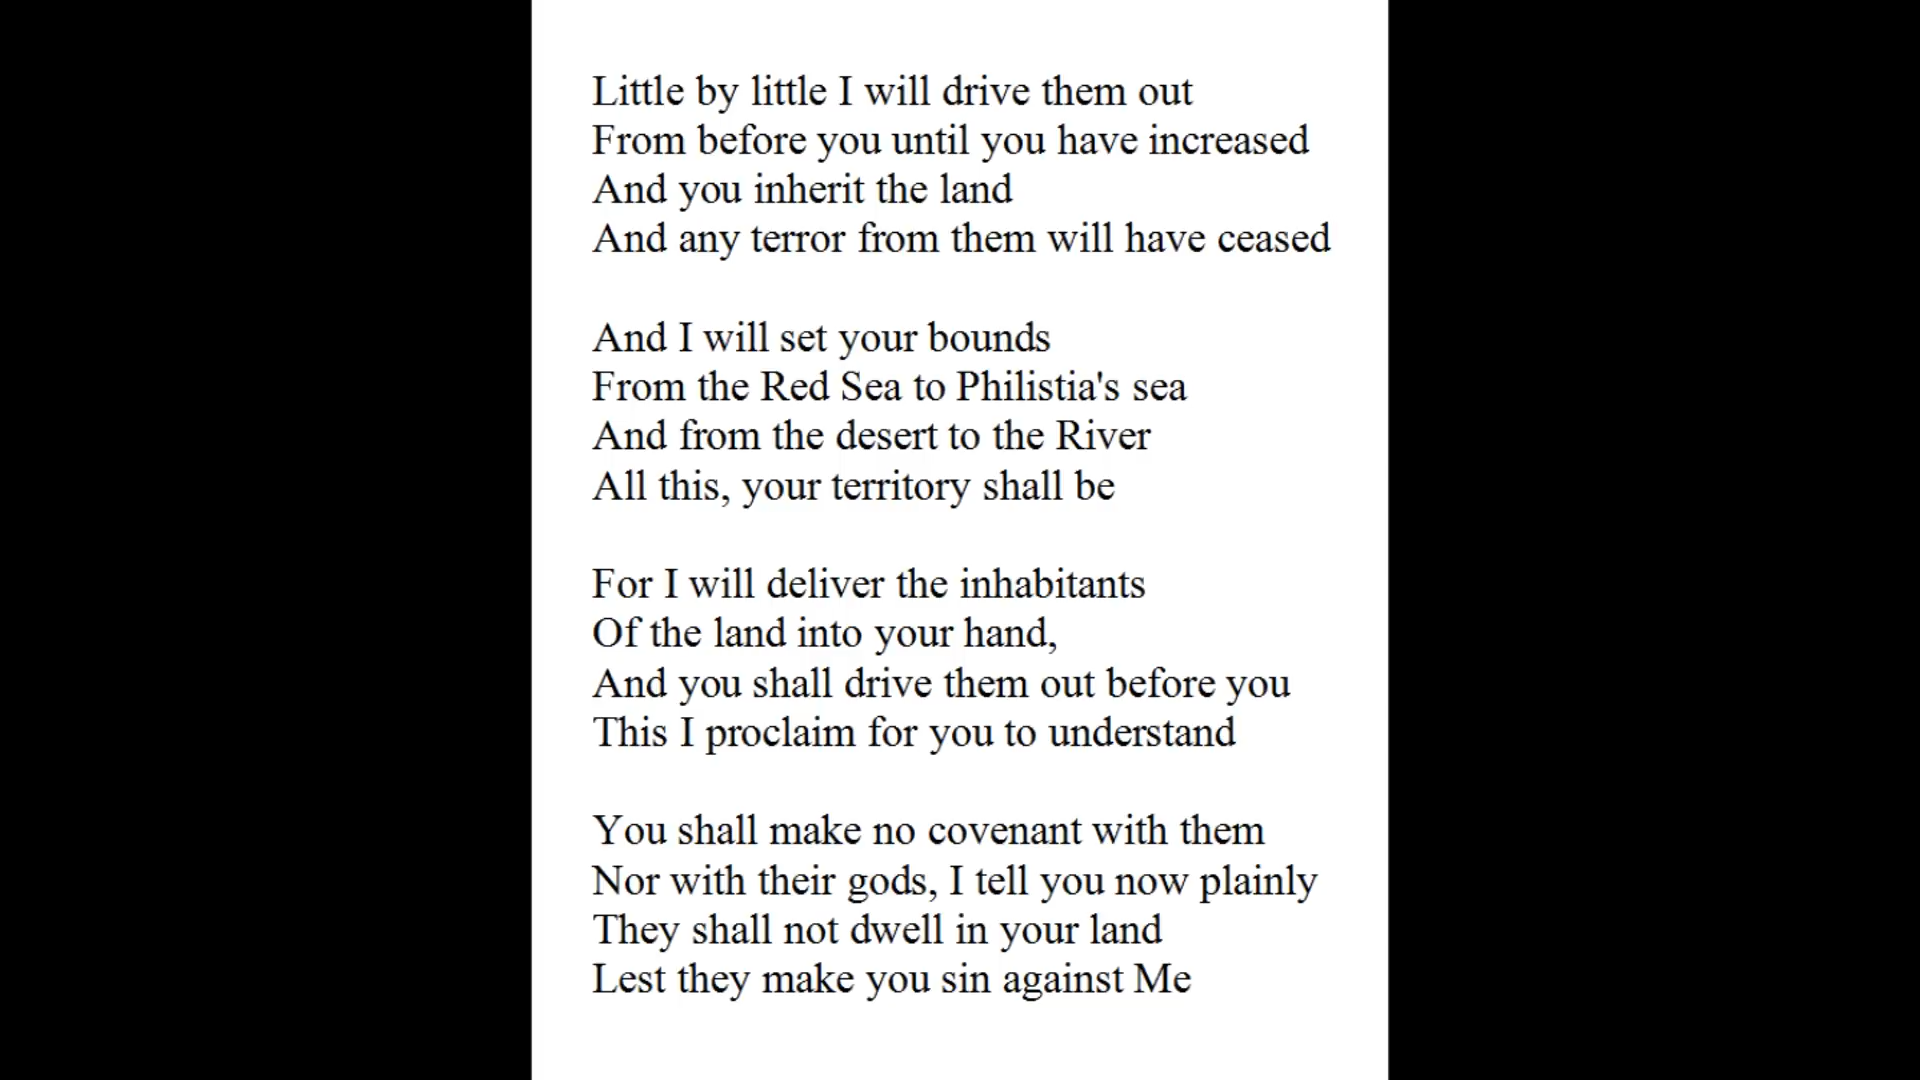 Little by little I will drive them out
From before you until you have increased
And you inherit the land
And any terror from them will have ceased

And I will set your bounds
From the Red Sea to Philistia's sea
And from the desert to the River
All this, your territory shall be

For I will deliver the inhabitants
Of the land into your hand,
And you shall drive them out before you
This I proclaim for you to understand

You shall make no covenant with them
Nor with their gods, I tell you now plainly
They shall not dwell in your land
Lest they make you sin against Me